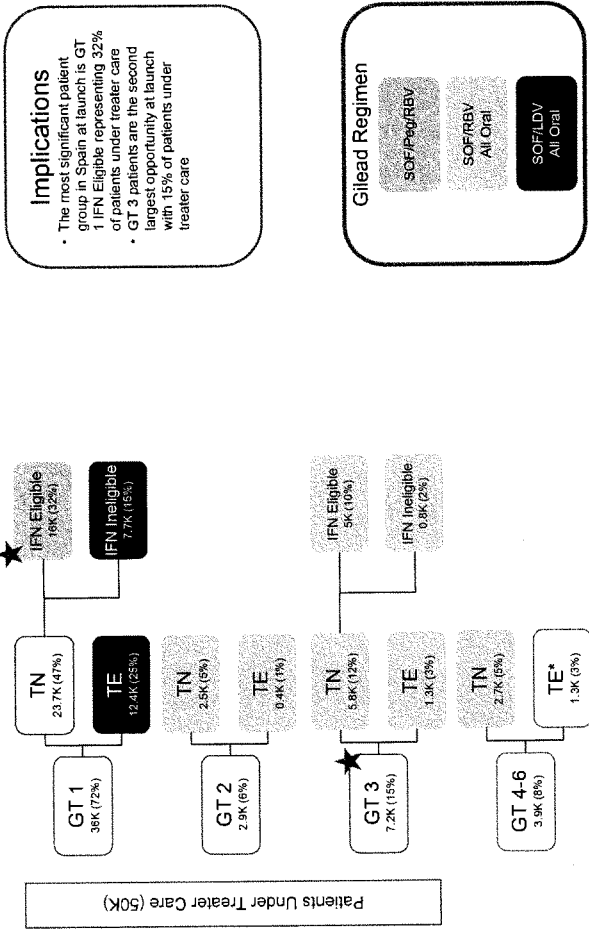 Patients Under Treater Care (50K)
GT 1
36K (72%)
TN
23.7K (47%)
IFN Eligible
16K (32%)
IFN Ineligible
7.7K (15%)
TE
12.4K (25%)
GT 2
2.9K (6%)
TN
2.5K (5%)
TE
0.4K (1%)
GT 3
7.2K (15%)
TN
5.8K (12%)
IFN Eligible
5K (10%)
IFN Ineligible
0.8K (2%)
TE
1.3K (3%)
GT 4-6
3.9K (8%)
TN
2.7K (5%)
TE*
1.3K (3%)
Implications
• The most significant patient
group in Spain at launch is GT
1 IFN Eligible representing 32%
of patients under treater care
• GT 3 patients are the second
largest opportunity at launch
with 15% of patients under
treater care
Gilead Regimen
SOF/Peg/RBV
SOF/RBV
All Oral
SOF/LDV
All Oral